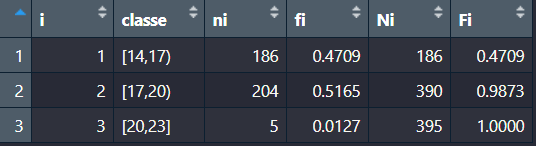 i classe ni fi Ni Fi
1 1 [14,17) 186 0.4709 186 0.4709
2 2 [17,20) 204 0.5165 390 0.9873
3 3 [20,23] 5 0.0127 395 1.0000